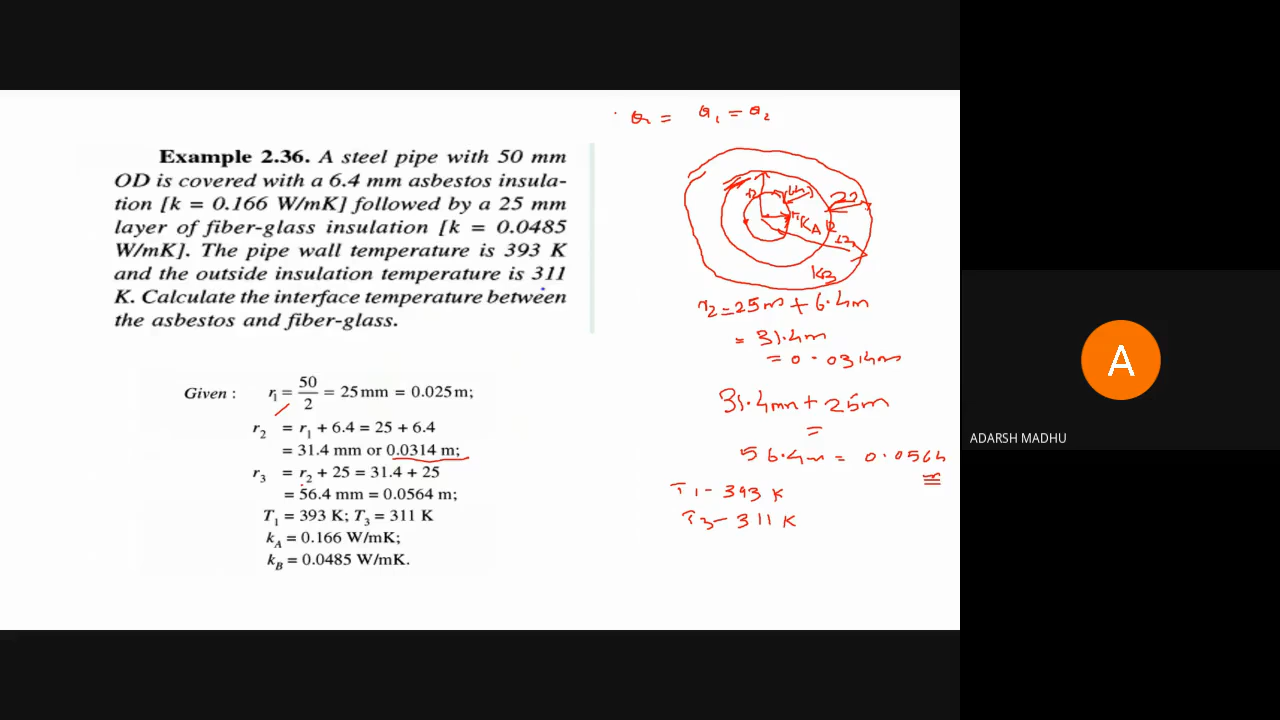 Example 2.36. A steel pipe with 50 mm
OD is covered with a 6.4 mm asbestos insula-
tion [k = 0.166 W/mK] followed by a 25 mm
layer of fiber-glass insulation [k = 0.0485
W/mK]. The pipe wall temperature is 393 K
and the outside insulation temperature is 311
K. Calculate the interface temperature between
the asbestos and fiber-glass.
Given : r₁ = 50/2 = 25 mm = 0.025 m;
r₂ = r₁ + 6.4 = 25 + 6.4
= 31.4 mm or 0.0314 m;
r₃ = r₂ + 25 = 31.4 + 25
= 56.4 mm = 0.0564 m;
T₁ = 393 K; T₃ = 311 K
k_A = 0.166 W/mK;
k_B = 0.0485 W/mK.
Q = Q₁ = Q₂
K_A
K_B
r₂ = 25m + 6.4m
= 31.4m
= 0.0314m
31.4mm + 25m
=
56.4m = 0.0564
T₁ - 393 K
T₃ - 311 K
ADARSH MADHU
A